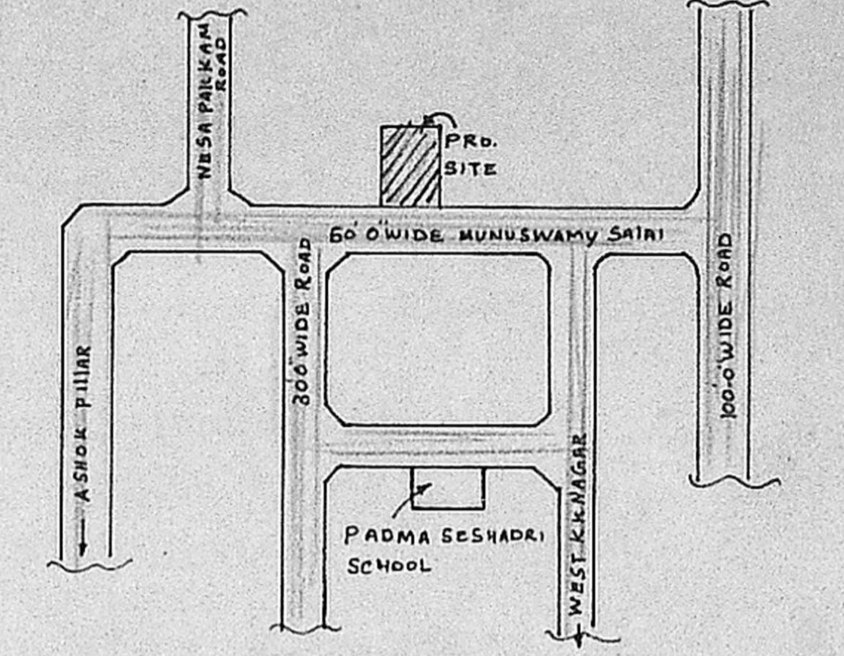 NESA PAKKAM
ROAD
PRO.
SITE
60' 0" WIDE MUNUSWAMY SAlAI
30'0" WIDE ROAD
100'-0" WIDE ROAD
ASHOK PIllAR
WEST K.K NAGAR
PADMA SESHADRI
SCHOOL